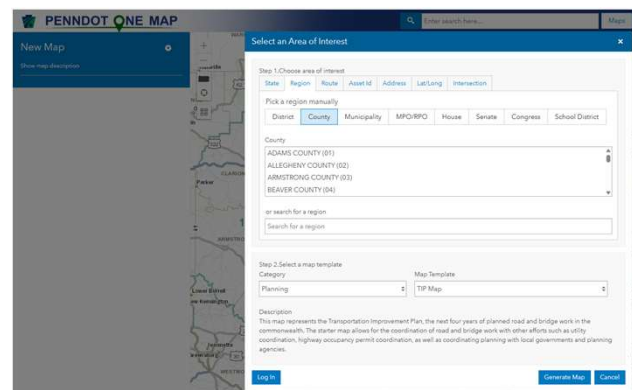 PENNDOT ONE MAP
Enter search here...
Maps
New Map
Show map description
Select an Area of Interest
Step 1.Choose area of interest
State Region Route Asset Id Address Lat/Long Intersection
Pick a region manually
District County Municipality MPO/RPO House Senate Congress School District
County
ADAMS COUNTY (01)
ALLEGHENY COUNTY (02)
ARMSTRONG COUNTY (03)
BEAVER COUNTY (04)
or search for a region
Search for a region
Step 2.Select a map template
Category Map Template
Planning TIP Map
Description
This map represents the Transportation Improvement Plan, the next four years of planned road and bridge work in the
commonwealth. The starter map allows for the coordination of road and bridge work with other efforts such as utility
coordination, highway occupancy permit coordination, as well as coordinating planning with local governments and planning
agencies.
Log In Generate Map Cancel
Parker